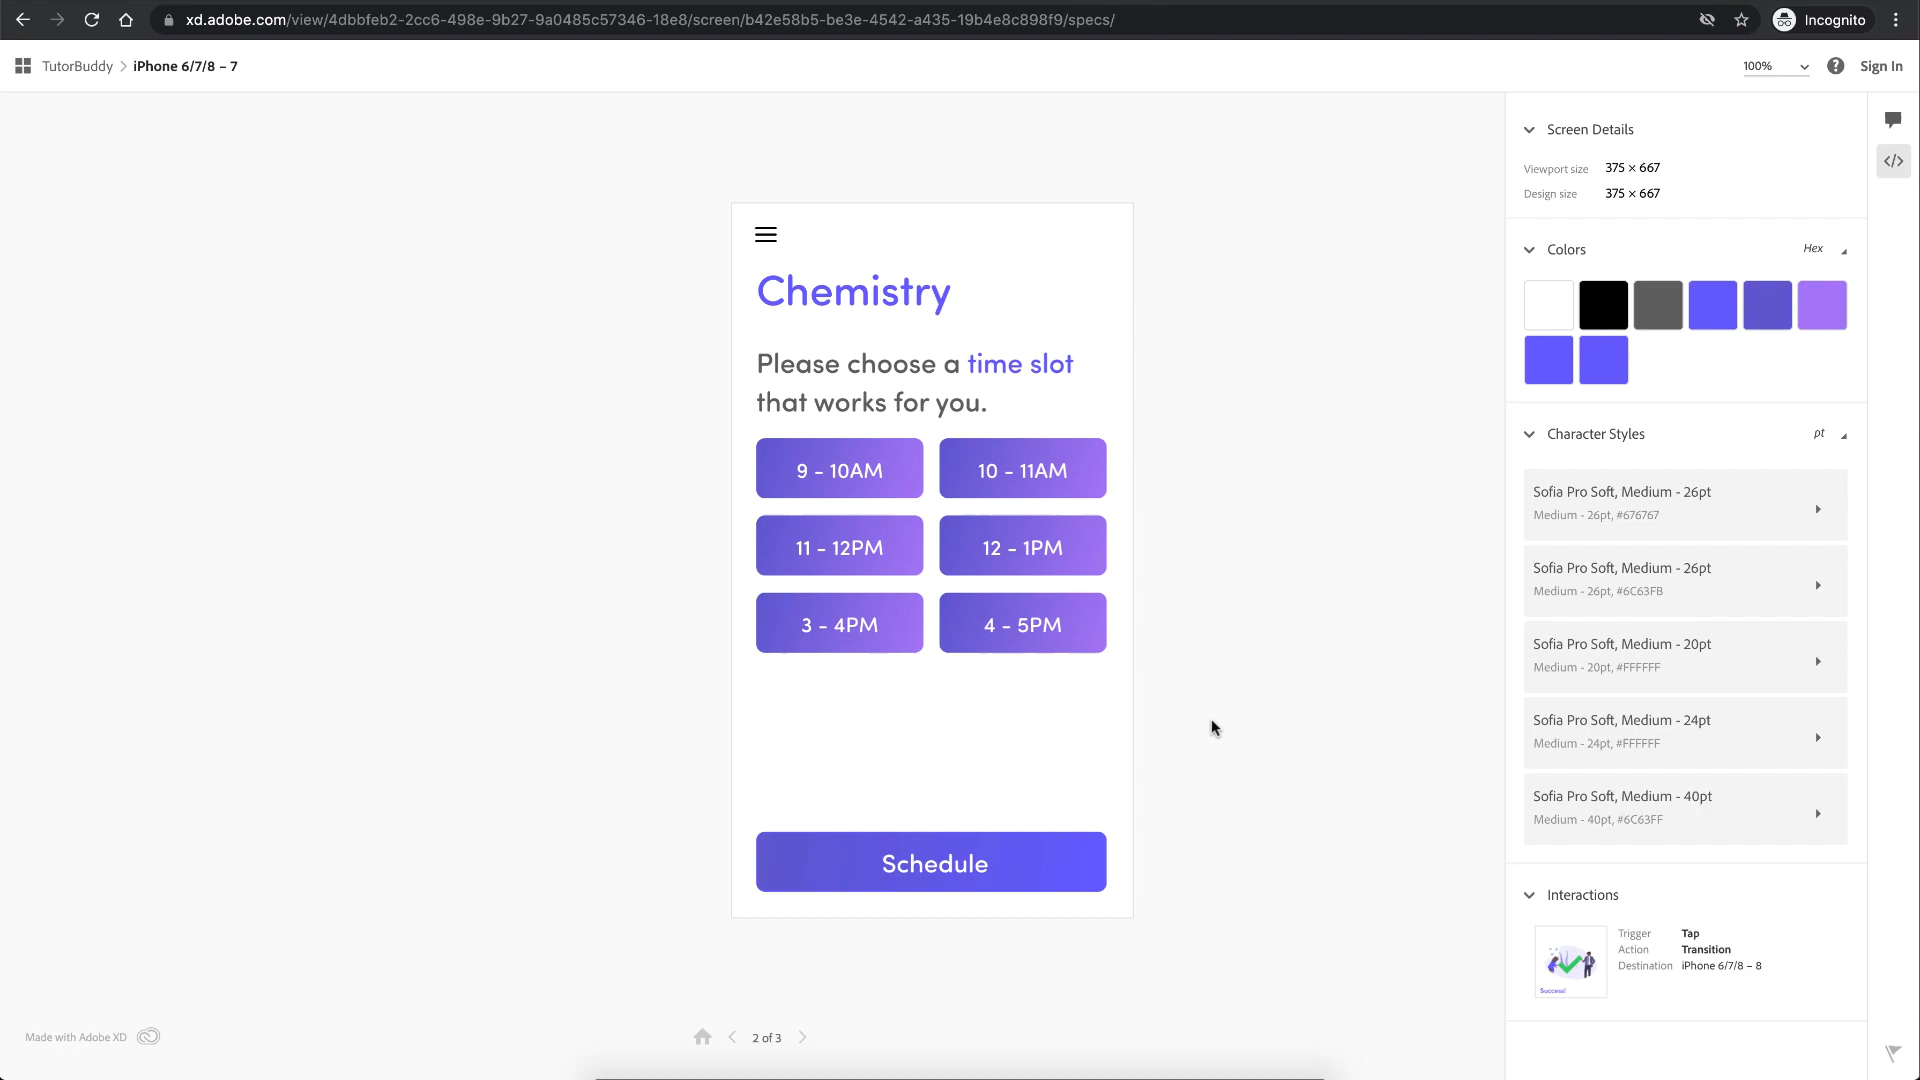 xd.adobe.com/view/4dbbfeb2-2cc6-498e-9b27-9a0485c57346-18e8/screen/b42e58b5-be3e-4542-a435-19b4e8c898f9/specs/
Incognito
TutorBuddy > iPhone 6/7/8 – 7
100%
?
Sign In
Chemistry
Please choose a time slot
that works for you.
9 - 10AM
10 - 11AM
11 - 12PM
12 - 1PM
3 - 4PM
4 - 5PM
Schedule
Made with Adobe XD
2 of 3
Screen Details
Viewport size 375 × 667
Design size 375 × 667
Colors
Hex
Character Styles
pt
Sofia Pro Soft, Medium - 26pt
Medium - 26pt, #676767
Sofia Pro Soft, Medium - 26pt
Medium - 26pt, #6C63FB
Sofia Pro Soft, Medium - 20pt
Medium - 20pt, #FFFFFF
Sofia Pro Soft, Medium - 24pt
Medium - 24pt, #FFFFFF
Sofia Pro Soft, Medium - 40pt
Medium - 40pt, #6C63FF
Interactions
Success!
Trigger Tap
Action Transition
Destination iPhone 6/7/8 – 8